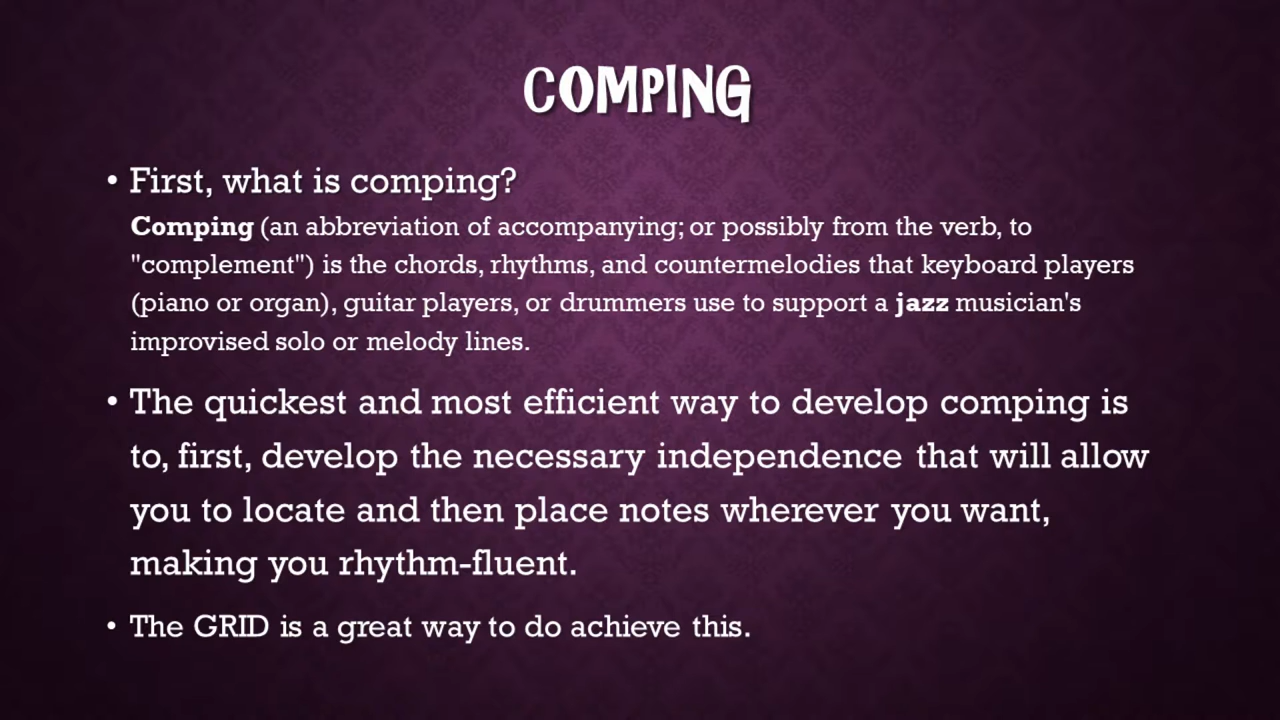 COMPING
• First, what is comping?
Comping (an abbreviation of accompanying; or possibly from the verb, to
"complement") is the chords, rhythms, and countermelodies that keyboard players
(piano or organ), guitar players, or drummers use to support a jazz musician's
improvised solo or melody lines.
• The quickest and most efficient way to develop comping is
to, first, develop the necessary independence that will allow
you to locate and then place notes wherever you want,
making you rhythm-fluent.
• The GRID is a great way to do achieve this.